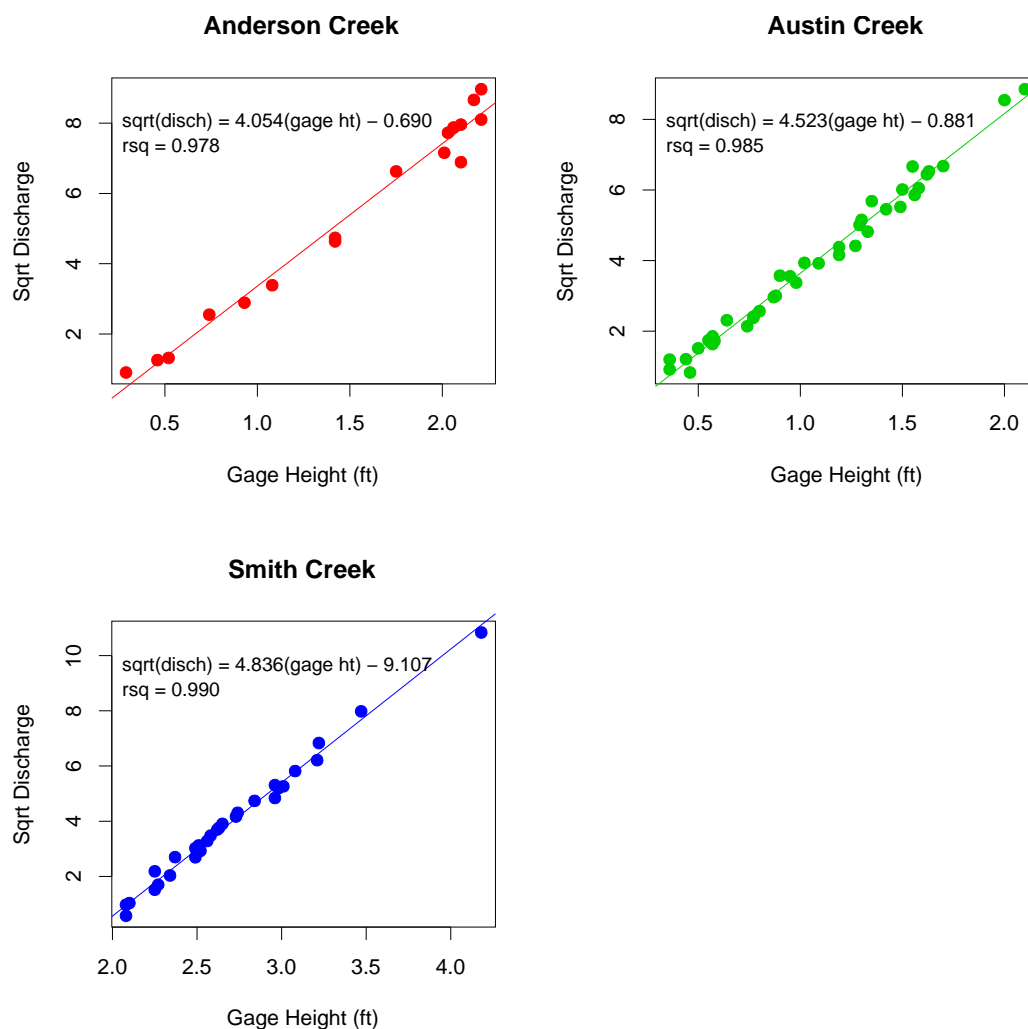 Anderson Creek
sqrt(disch) = 4.054(gage ht) − 0.690
rsq = 0.978
Sqrt Discharge
8
6
4
2
0.5 1.0 1.5 2.0
Gage Height (ft)
Austin Creek
sqrt(disch) = 4.523(gage ht) − 0.881
rsq = 0.985
Sqrt Discharge
8
6
4
2
0.5 1.0 1.5 2.0
Gage Height (ft)
Smith Creek
sqrt(disch) = 4.836(gage ht) − 9.107
rsq = 0.990
Sqrt Discharge
10
8
6
4
2
2.0 2.5 3.0 3.5 4.0
Gage Height (ft)